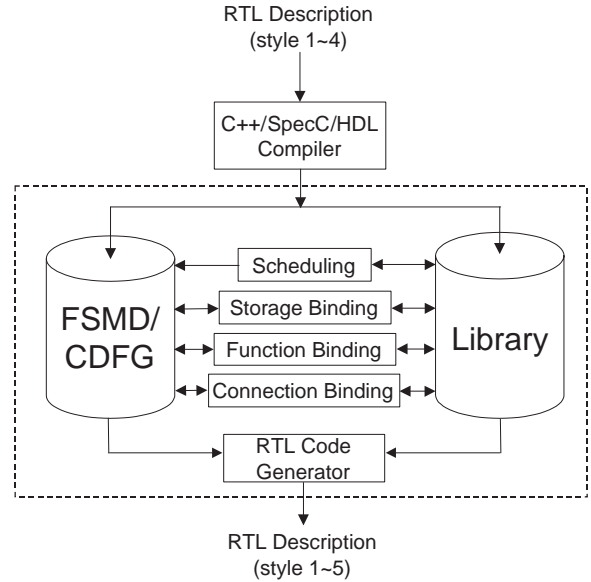 RTL Description
(style 1~4)
C++/SpecC/HDL
Compiler
Scheduling
Storage Binding
FSMD/
CDFG
Function Binding
Library
Connection Binding
RTL Code
Generator
RTL Description
(style 1~5)